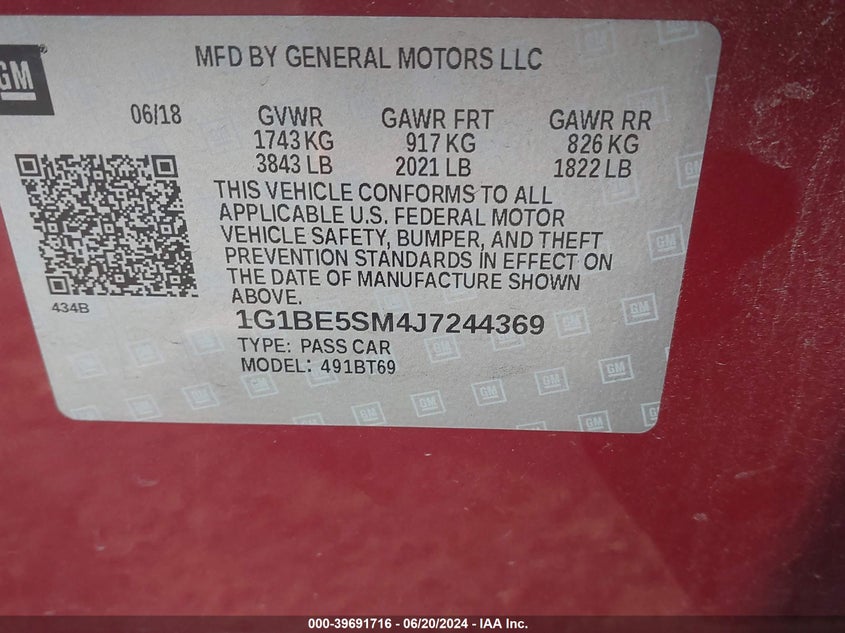 GM
MFD BY GENERAL MOTORS LLC
06/18 GVWR GAWR FRT GAWR RR
1743 KG 917 KG 826 KG
3843 LB 2021 LB 1822 LB
THIS VEHICLE CONFORMS TO ALL
APPLICABLE U.S. FEDERAL MOTOR
VEHICLE SAFETY, BUMPER, AND THEFT
PREVENTION STANDARDS IN EFFECT ON
THE DATE OF MANUFACTURE SHOWN
ABOVE.
434B
1G1BE5SM4J7244369
TYPE: PASS CAR
MODEL: 491BT69
000-39691716 - 06/20/2024 - IAA Inc.